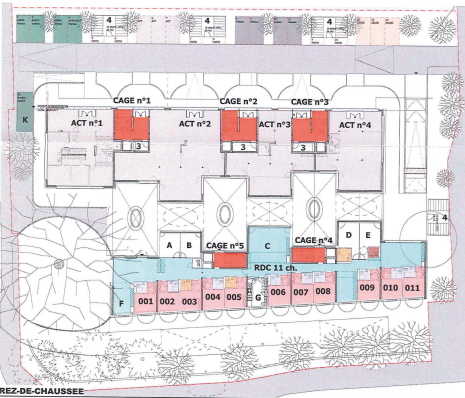 4 4 4
CAGE n°1 CAGE n°2 CAGE n°3
K ACT n°1 ACT n°2 ACT n°3 ACT n°4
3 3 3
4
A B C D E
CAGE n°5 CAGE n°4
RDC 11 ch.
F 001 002 003 004 005 G 006 007 008 009 010 011
REZ-DE-CHAUSSEE